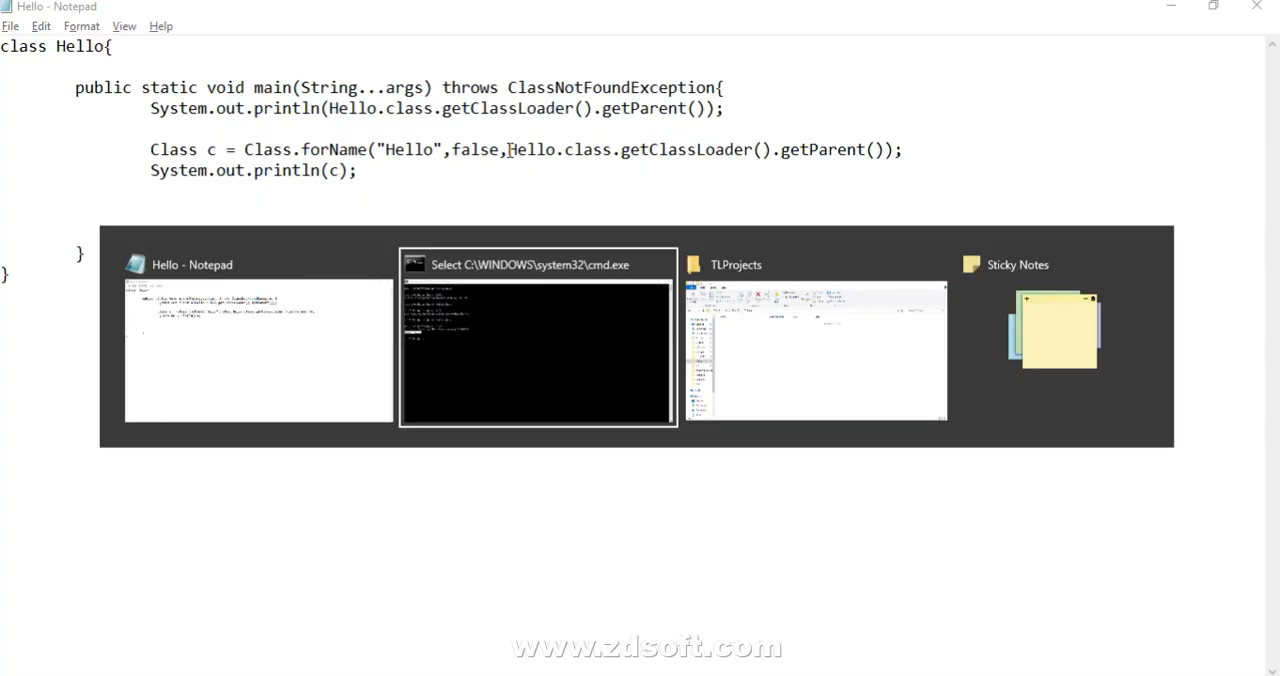 Hello - Notepad
File Edit Format View Help
class Hello{
public static void main(String...args) throws ClassNotFoundException{
System.out.println(Hello.class.getClassLoader().getParent());
Class c = Class.forName("Hello",false,Hello.class.getClassLoader().getParent());
System.out.println(c);
}
}
Hello - Notepad
Select C:\WINDOWS\system32\cmd.exe
TLProjects
Sticky Notes
www.zdsoft.com